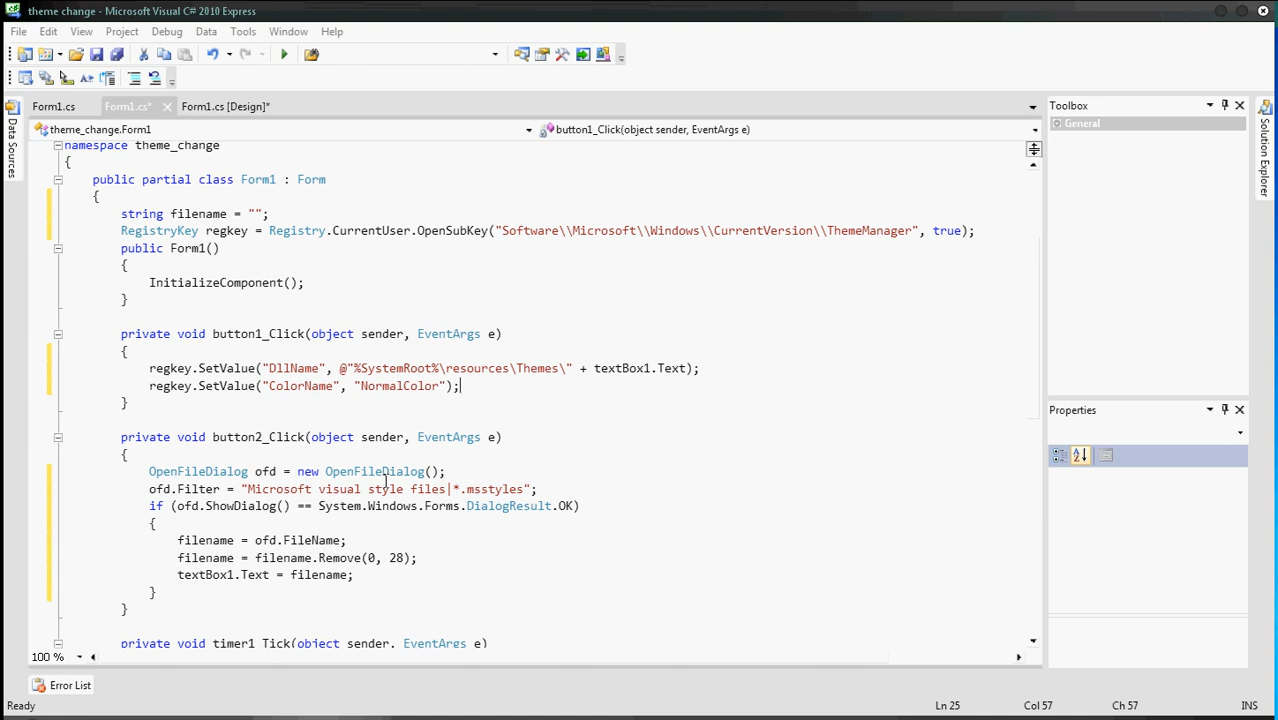 theme change - Microsoft Visual C# 2010 Express
File Edit View Project Debug Data Tools Window Help
Form1.cs Form1.cs* Form1.cs [Design]*
theme_change.Form1 button1_Click(object sender, EventArgs e)
Data Sources
namespace theme_change
{
public partial class Form1 : Form
{
string filename = "";
RegistryKey regkey = Registry.CurrentUser.OpenSubKey("Software\\Microsoft\\Windows\\CurrentVersion\\ThemeManager", true);
public Form1()
{
InitializeComponent();
}
private void button1_Click(object sender, EventArgs e)
{
regkey.SetValue("DllName", @"%SystemRoot%\resources\Themes\" + textBox1.Text);
regkey.SetValue("ColorName", "NormalColor");
}
private void button2_Click(object sender, EventArgs e)
{
OpenFileDialog ofd = new OpenFileDialog();
ofd.Filter = "Microsoft visual style files|*.msstyles";
if (ofd.ShowDialog() == System.Windows.Forms.DialogResult.OK)
{
filename = ofd.FileName;
filename = filename.Remove(0, 28);
textBox1.Text = filename;
}
}
private void timer1_Tick(object sender, EventArgs e)
100 %
Toolbox
General
Solution Explorer
Properties
Error List
Ready Ln 25 Col 57 Ch 57 INS